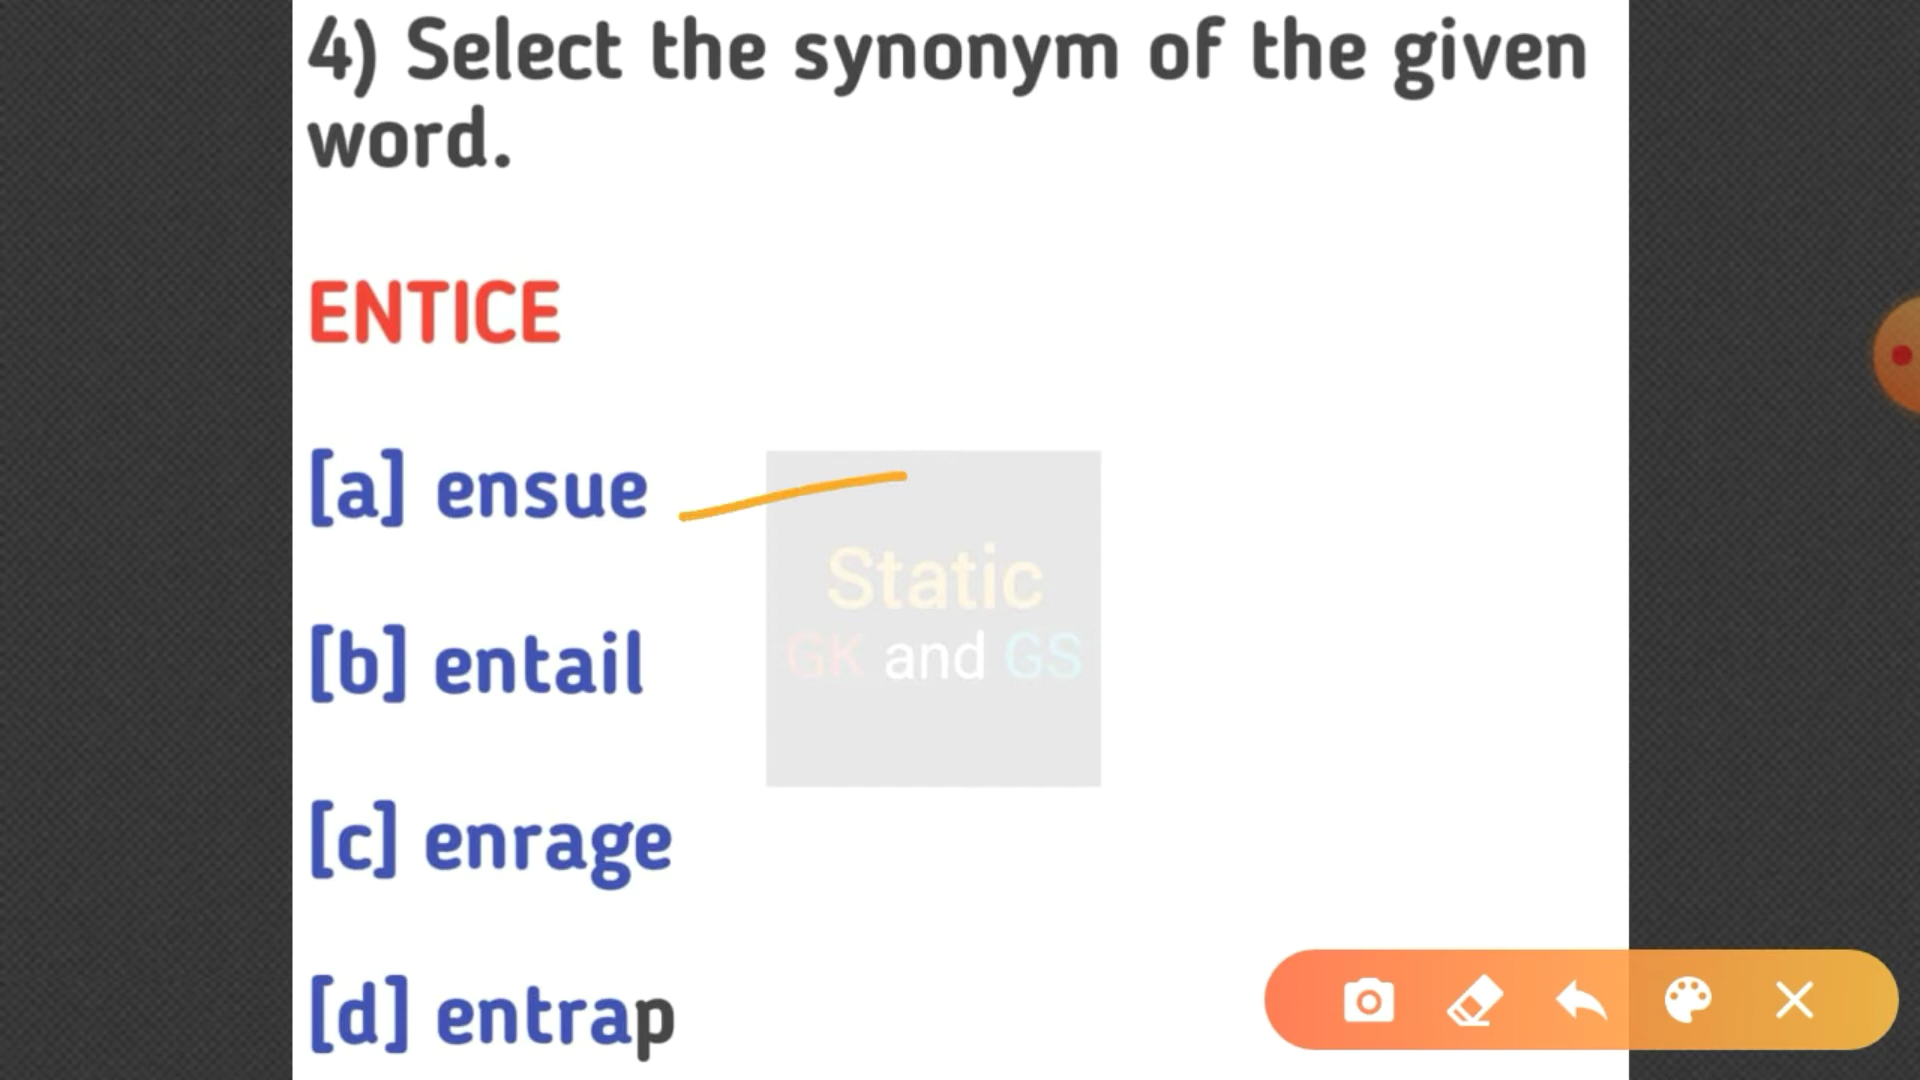 4) Select the synonym of the given
word.
ENTICE
[a] ensue
[b] entail
[c] enrage
[d] entrap
Static
GK and GS